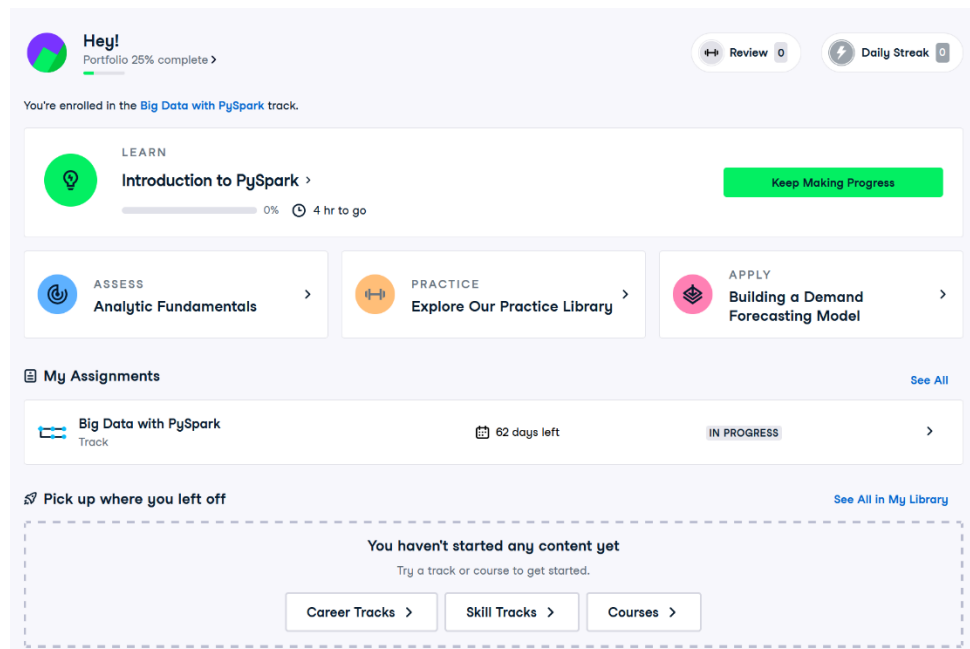 Hey!
Portfolio 25% complete
Review 0
Daily Streak 0
You're enrolled in the Big Data with PySpark track.
LEARN
Introduction to PySpark
0% 4 hr to go
Keep Making Progress
ASSESS
Analytic Fundamentals
PRACTICE
Explore Our Practice Library
APPLY
Building a Demand
Forecasting Model
My Assignments
See All
Big Data with PySpark
Track
62 days left
IN PROGRESS
Pick up where you left off
See All in My Library
You haven't started any content yet
Try a track or course to get started.
Career Tracks
Skill Tracks
Courses